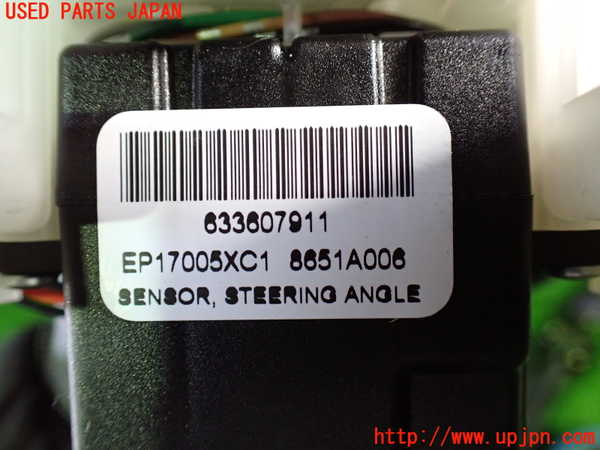 USED PARTS JAPAN
633607911
EP17005XC1 8651A006
SENSOR, STEERING ANGLE
http://www.upjpn.com/